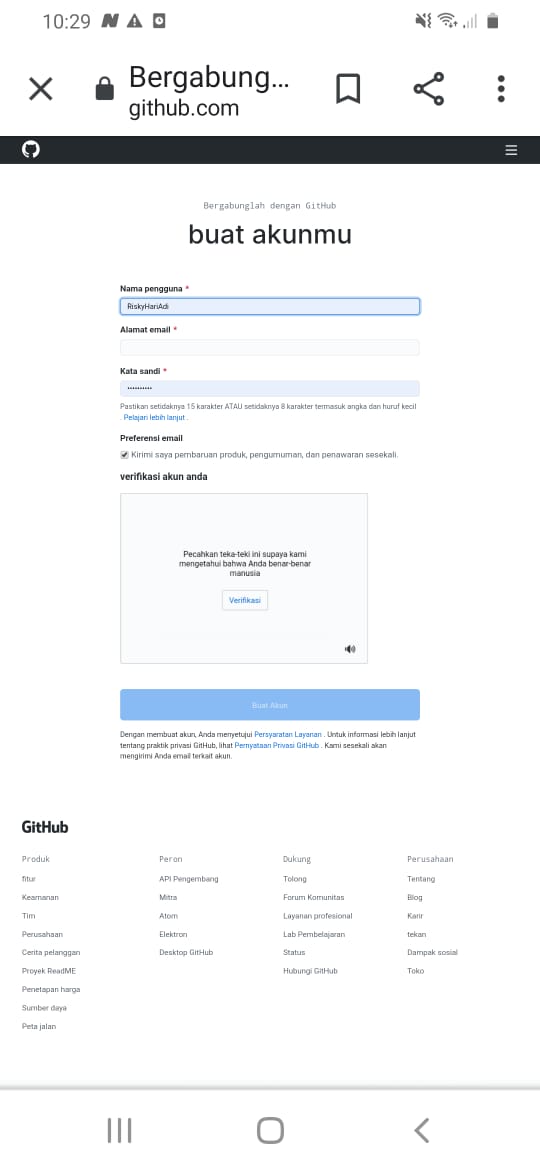 10:29
Bergabung...
github.com
Bergabunglah dengan GitHub
buat akunmu
Nama pengguna *
RiskyHariAdi
Alamat email *
Kata sandi *
••••••••••
Pastikan setidaknya 15 karakter ATAU setidaknya 8 karakter termasuk angka dan huruf kecil
. Pelajari lebih lanjut .
Preferensi email
Kirimi saya pembaruan produk, pengumuman, dan penawaran sesekali.
verifikasi akun anda
Pecahkan teka-teki ini supaya kami
mengetahui bahwa Anda benar-benar
manusia
Verifikasi
Buat Akun
Dengan membuat akun, Anda menyetujui Persyaratan Layanan . Untuk informasi lebih lanjut
tentang praktik privasi GitHub, lihat Pernyataan Privasi GitHub . Kami sesekali akan
mengirimi Anda email terkait akun.
GitHub
Produk Peron Dukung Perusahaan
fitur API Pengembang Tolong Tentang
Keamanan Mitra Forum Komunitas Blog
Tim Atom Layanan profesional Karir
Perusahaan Elektron Lab Pembelajaran tekan
Cerita pelanggan Desktop GitHub Status Dampak sosial
Proyek ReadME Hubungi GitHub Toko
Penetapan harga
Sumber daya
Peta jalan